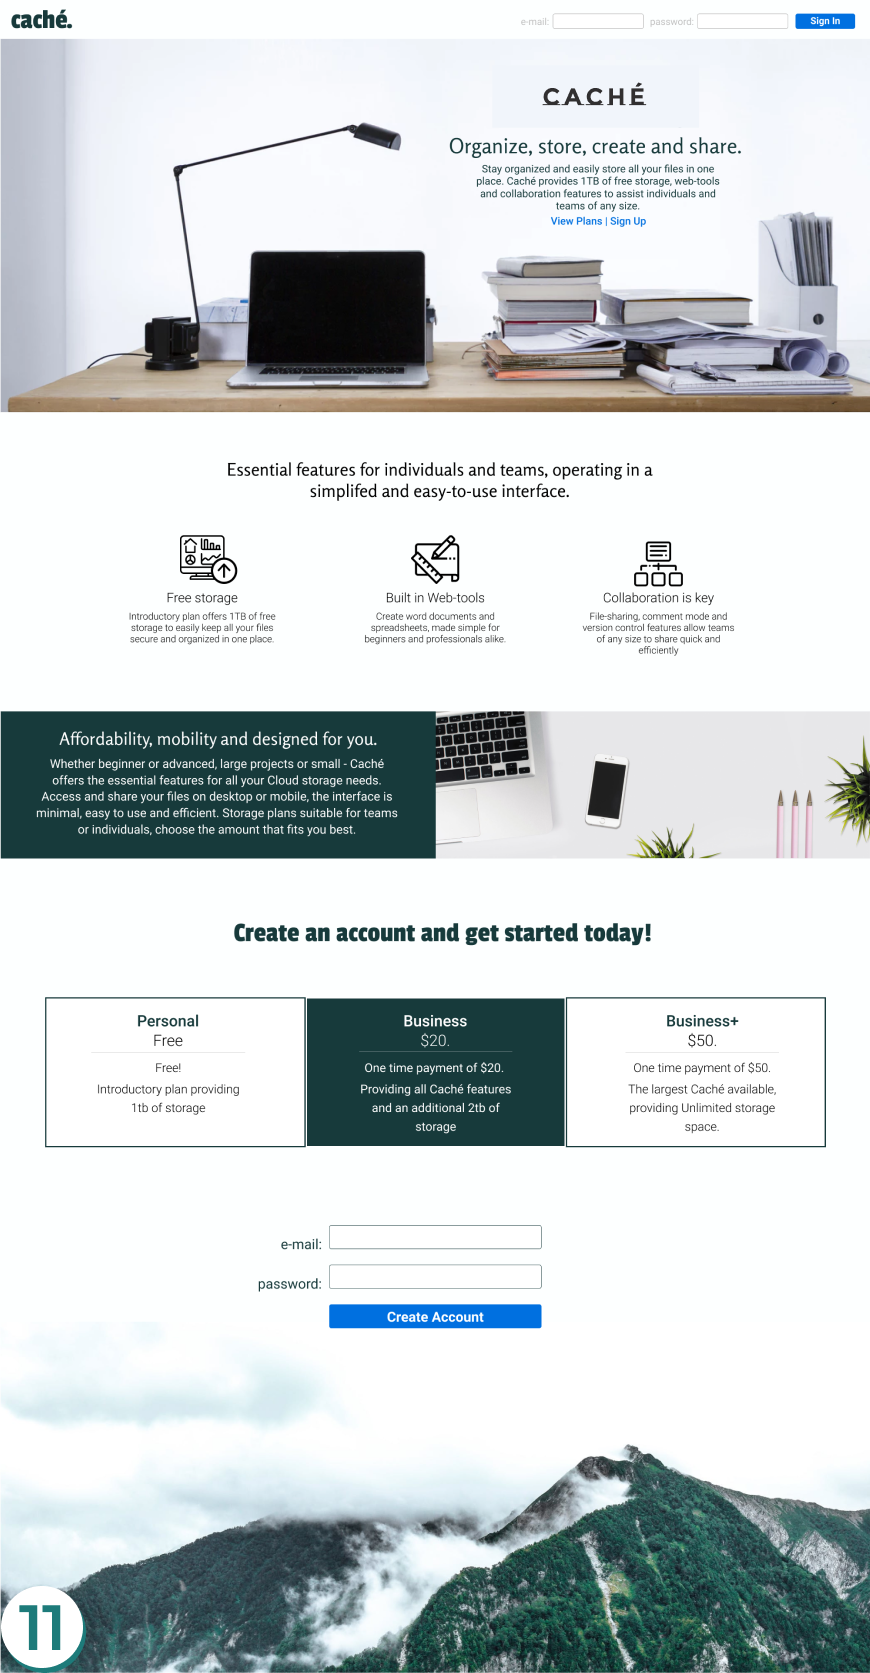 caché.
e-mail:
password:
Sign In
CACHÉ
Organize, store, create and share.
Stay organized and easily store all your files in one
place. Caché provides 1TB of free storage, web-tools
and collaboration features to assist individuals and
teams of any size.
View Plans | Sign Up
Essential features for individuals and teams, operating in a
simplifed and easy-to-use interface.
Free storage
Introductory plan offers 1TB of free
storage to easily keep all your files
secure and organized in one place.
Built in Web-tools
Create word documents and
spreadsheets, made simple for
beginners and professionals alike.
Collaboration is key
File-sharing, comment mode and
version control features allow teams
of any size to share quick and
efficiently
Affordability, mobility and designed for you.
Whether beginner or advanced, large projects or small - Caché
offers the essential features for all your Cloud storage needs.
Access and share your files on desktop or mobile, the interface is
minimal, easy to use and efficient. Storage plans suitable for teams
or individuals, choose the amount that fits you best.
Create an account and get started today!
Personal
Free
Free!
Introductory plan providing
1tb of storage
Business
$20.
One time payment of $20.
Providing all Caché features
and an additional 2tb of
storage
Business+
$50.
One time payment of $50.
The largest Caché available,
providing Unlimited storage
space.
e-mail:
password:
Create Account
11